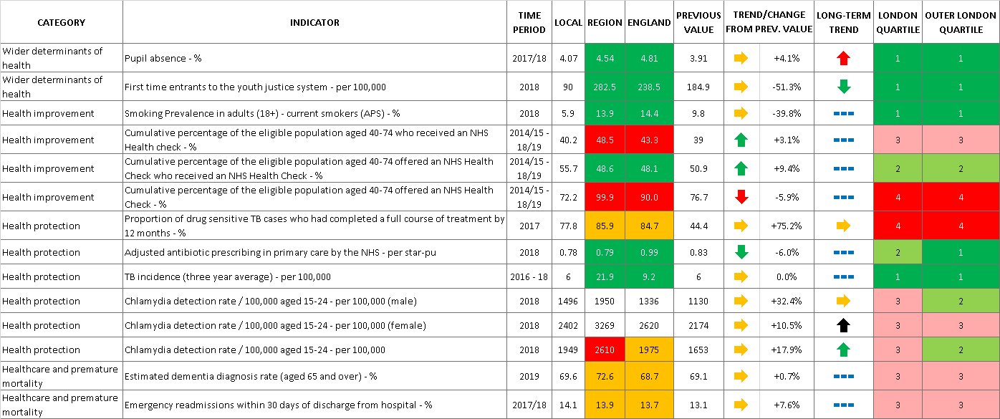 CATEGORY INDICATOR TIME PERIOD LOCAL REGION ENGLAND PREVIOUS VALUE TREND/CHANGE FROM PREV. VALUE LONG-TERM TREND LONDON QUARTILE OUTER LONDON QUARTILE
Wider determinants of health Pupil absence - % 2017/18 4.07 4.54 4.81 3.91 +4.1% 1 1
Wider determinants of health First time entrants to the youth justice system - per 100,000 2018 90 282.5 238.5 184.9 -51.3% 1 1
Health improvement Smoking Prevalence in adults (18+) - current smokers (APS) - % 2018 5.9 13.9 14.4 9.8 -39.8% 1 1
Health improvement Cumulative percentage of the eligible population aged 40-74 who received an NHS Health check - % 2014/15 - 18/19 40.2 48.5 43.3 39 +3.1% 3 3
Health improvement Cumulative percentage of the eligible population aged 40-74 offered an NHS Health Check who received an NHS Health Check - % 2014/15 - 18/19 55.7 48.6 48.1 50.9 +9.4% 2 2
Health improvement Cumulative percentage of the eligible population aged 40-74 offered an NHS Health Check - % 2014/15 - 18/19 72.2 99.9 90.0 76.7 -5.9% 4 4
Health protection Proportion of drug sensitive TB cases who had completed a full course of treatment by 12 months - % 2017 77.8 85.9 84.7 44.4 +75.2% 4 4
Health protection Adjusted antibiotic prescribing in primary care by the NHS - per star-pu 2018 0.78 0.79 0.99 0.83 -6.0% 2 1
Health protection TB incidence (three year average) - per 100,000 2016 - 18 6 21.9 9.2 6 0.0% 1 1
Health protection Chlamydia detection rate / 100,000 aged 15-24 - per 100,000 (male) 2018 1496 1950 1336 1130 +32.4% 3 2
Health protection Chlamydia detection rate / 100,000 aged 15-24 - per 100,000 (female) 2018 2402 3269 2620 2174 +10.5% 3 3
Health protection Chlamydia detection rate / 100,000 aged 15-24 - per 100,000 2018 1949 2610 1975 1653 +17.9% 3 2
Healthcare and premature mortality Estimated dementia diagnosis rate (aged 65 and over) - % 2019 69.6 72.6 68.7 69.1 +0.7% 3 3
Healthcare and premature mortality Emergency readmissions within 30 days of discharge from hospital - % 2017/18 14.1 13.9 13.7 13.1 +7.6% 3 3